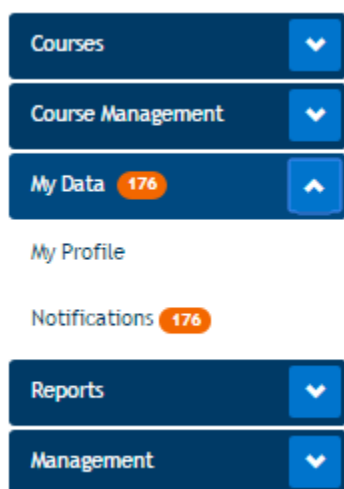 Courses
Course Management
My Data 176
My Profile
Notifications 176
Reports
Management